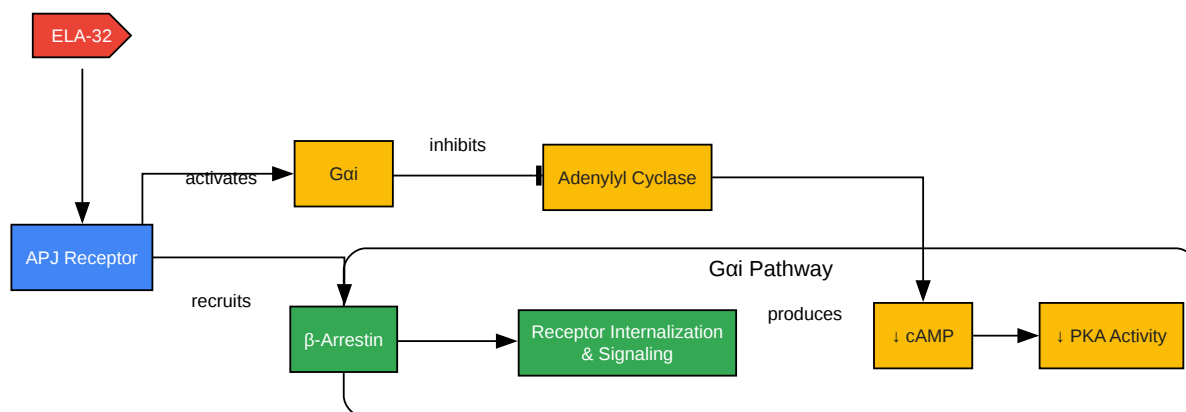 ELA-32
inhibits
Gαi
Adenylyl Cyclase
activates
APJ Receptor
Gαi Pathway
recruits
produces
β-Arrestin
Receptor Internalization
& Signaling
↓ cAMP
↓ PKA Activity